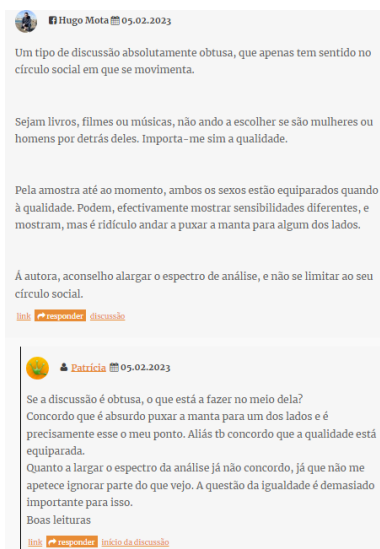 Hugo Mota 05.02.2023
Um tipo de discussão absolutamente obtusa, que apenas tem sentido no
círculo social em que se movimenta.
Sejam livros, filmes ou músicas, não ando a escolher se são mulheres ou
homens por detrás deles. Importa-me sim a qualidade.
Pela amostra até ao momento, ambos os sexos estão equiparados quando
à qualidade. Podem, efectivamente mostrar sensibilidades diferentes, e
mostram, mas é ridículo andar a puxar a manta para algum dos lados.
Á autora, aconselho alargar o espectro de análise, e não se limitar ao seu
círculo social.
link responder discussão
Patrícia 05.02.2023
Se a discussão é obtusa, o que está a fazer no meio dela?
Concordo que é absurdo puxar a manta para um dos lados e é
precisamente esse o meu ponto. Aliás tb concordo que a qualidade está
equiparada.
Quanto a largar o espectro da análise já não concordo, já que não me
apetece ignorar parte do que vejo. A questão da igualdade é demasiado
importante para isso.
Boas leituras
link responder início da discussão